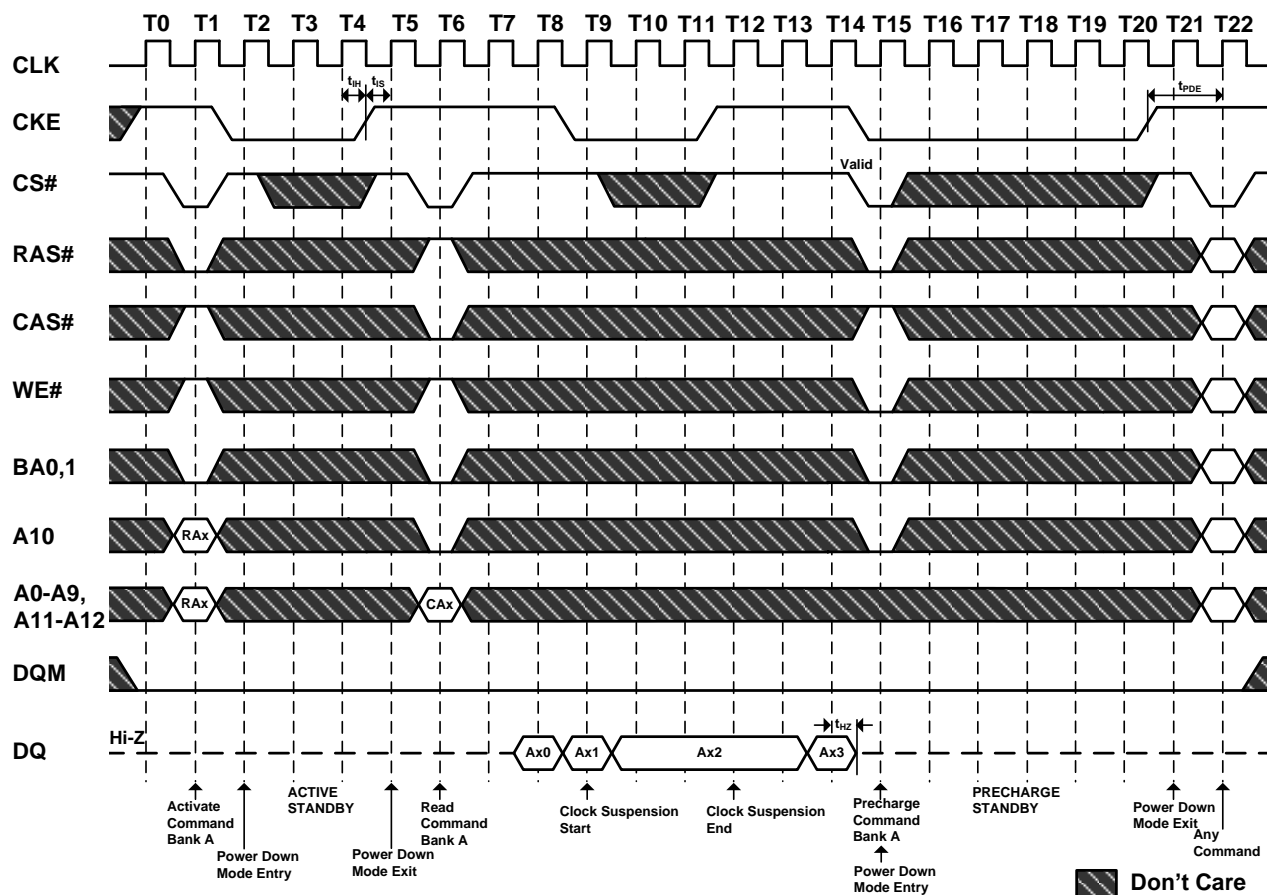 T0 T1 T2 T3 T4 T5 T6 T7 T8 T9 T10 T11 T12 T13 T14 T15 T16 T17 T18 T19 T20 T21 T22
CLK
tIH tIS
tPDE
CKE
Valid
CS#
RAS#
CAS#
WE#
BA0,1
A10
RAx
A0-A9,
A11-A12
RAx
CAx
DQM
tHZ
Hi-Z
DQ
Ax0 Ax1 Ax2 Ax3
Activate
Command
Bank A
Power Down
Mode Entry
ACTIVE
STANDBY
Power Down
Mode Exit
Read
Command
Bank A
Clock Suspension
Start
Clock Suspension
End
Precharge
Command
Bank A
Power Down
Mode Entry
PRECHARGE
STANDBY
Power Down
Mode Exit
Any
Command
Don't Care